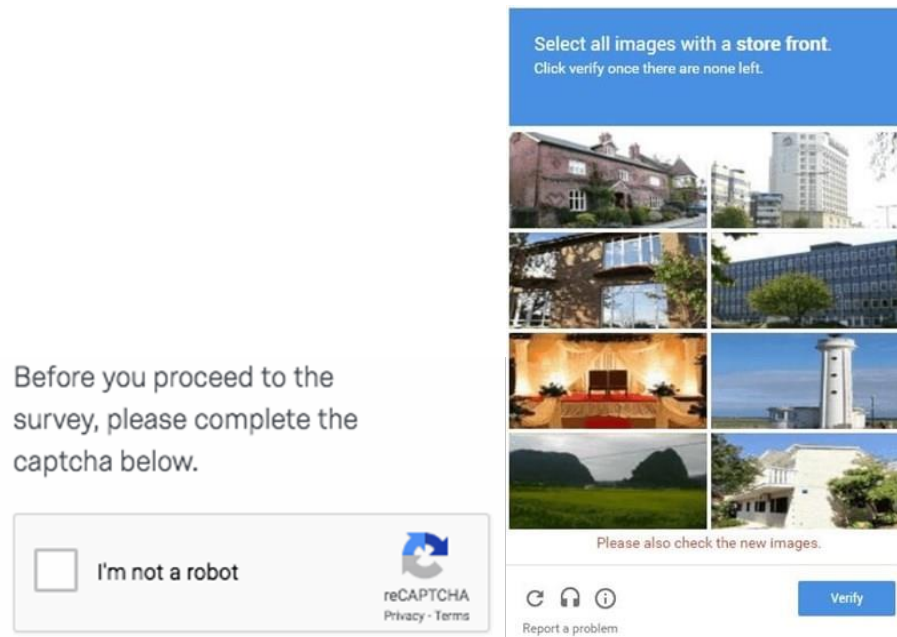 Before you proceed to the
survey, please complete the
captcha below.
I'm not a robot
reCAPTCHA
Privacy - Terms
Select all images with a store front.
Click verify once there are none left.
Please also check the new images.
Verify
Report a problem